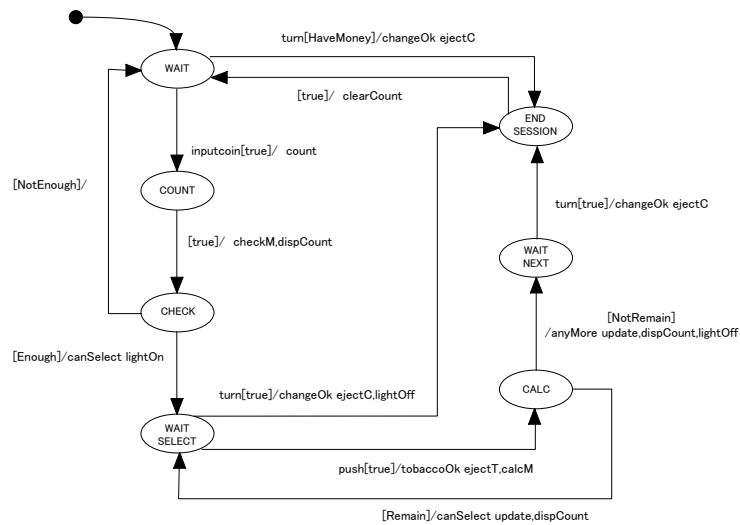 turn[HaveMoney]/changeOk ejectC
WAIT
[true]/ clearCount
END
SESSION
inputcoin[true]/ count
[NotEnough]/
COUNT
turn[true]/changeOk ejectC
[true]/ checkM,dispCount
WAIT
NEXT
CHECK
[NotRemain]
/anyMore update,dispCount,lightOff
[Enough]/canSelect lightOn
CALC
turn[true]/changeOk ejectC,lightOff
WAIT
SELECT
push[true]/tobaccoOk ejectT,calcM
[Remain]/canSelect update,dispCount